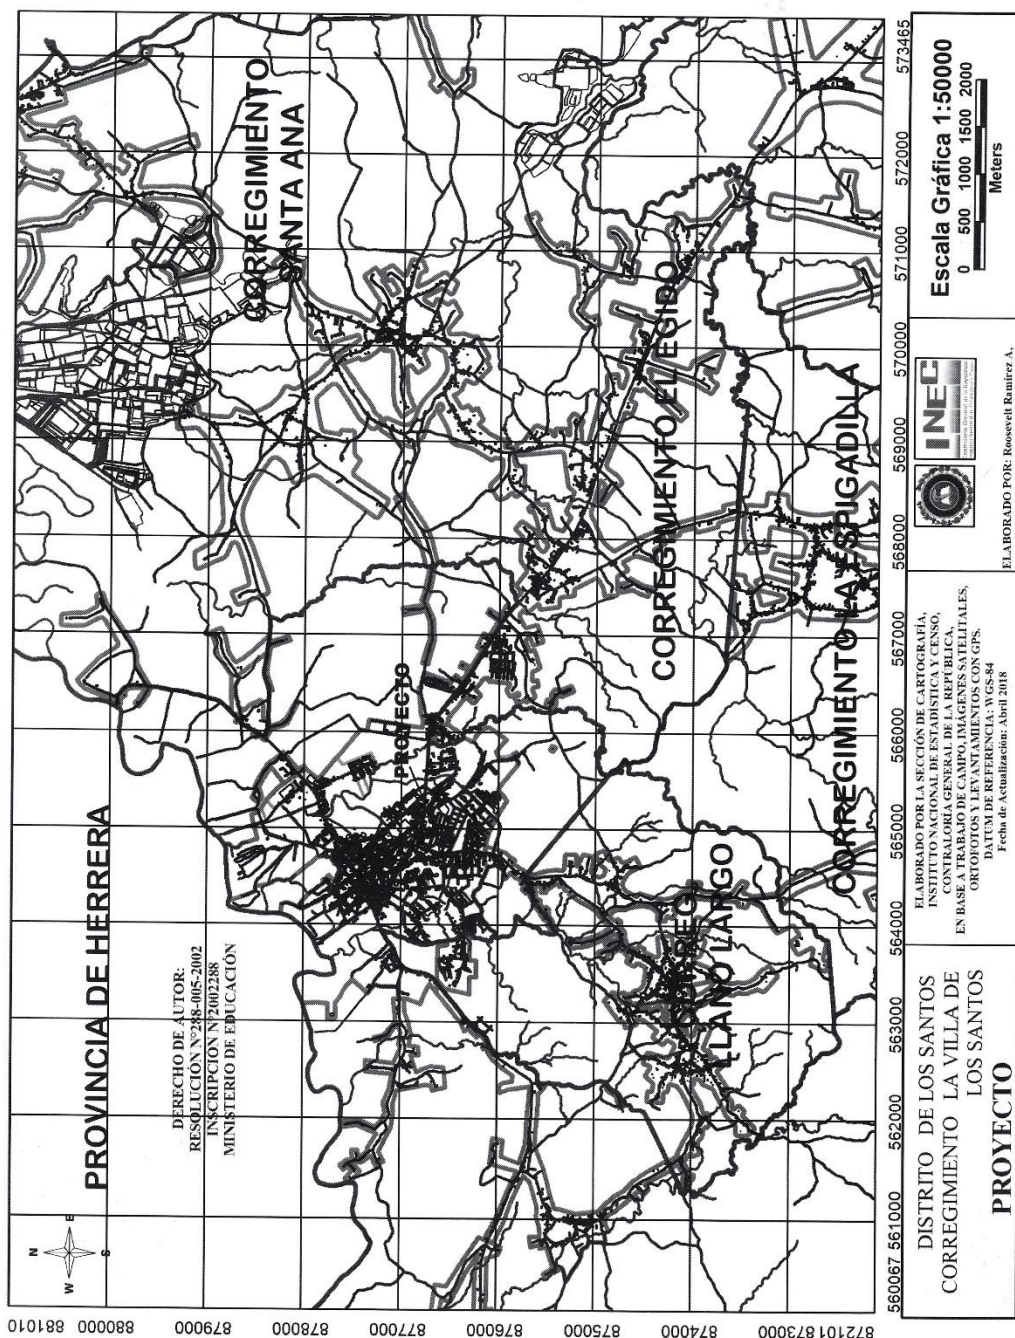 PROVINCIA DE HERRERA
N
W E
S
DERECHO DE AUTOR:
RESOLUCIÓN N°288-005-2002
INSCRIPCIÓN N°2002288
MINISTERIO DE EDUCACIÓN
CORREGIMIENTO
SANTA ANA
PROYECTO
CORREGIMIENTO EL EGIDO
CORREG.
LLANO LARGO
CORREGIMIENTO LA ESPIGADILLA
881010
880000
879000
878000
877000
876000
875000
874000
873000
872101
560067
561000
562000
563000
564000
565000
566000
567000
568000
569000
570000
571000
572000
573465
DISTRITO DE LOS SANTOS
CORREGIMIENTO LA VILLA DE
LOS SANTOS
PROYECTO
ELABORADO POR LA SECCIÓN DE CARTOGRAFÍA,
INSTITUTO NACIONAL DE ESTADÍSTICA Y CENSO,
CONTRALORÍA GENERAL DE LA REPÚBLICA,
EN BASE A TRABAJO DE CAMPO, IMÁGENES SATELITALES,
ORTOFOTOS Y LEVANTAMIENTOS CON GPS.
DATUM DE REFERENCIA: WGS-84
Fecha de Actualización: Abril 2018
INEC
ELABORADO POR: Roosevelt Ramírez A.
Escala Gráfica 1:50000
0 500 1000 1500 2000
Meters